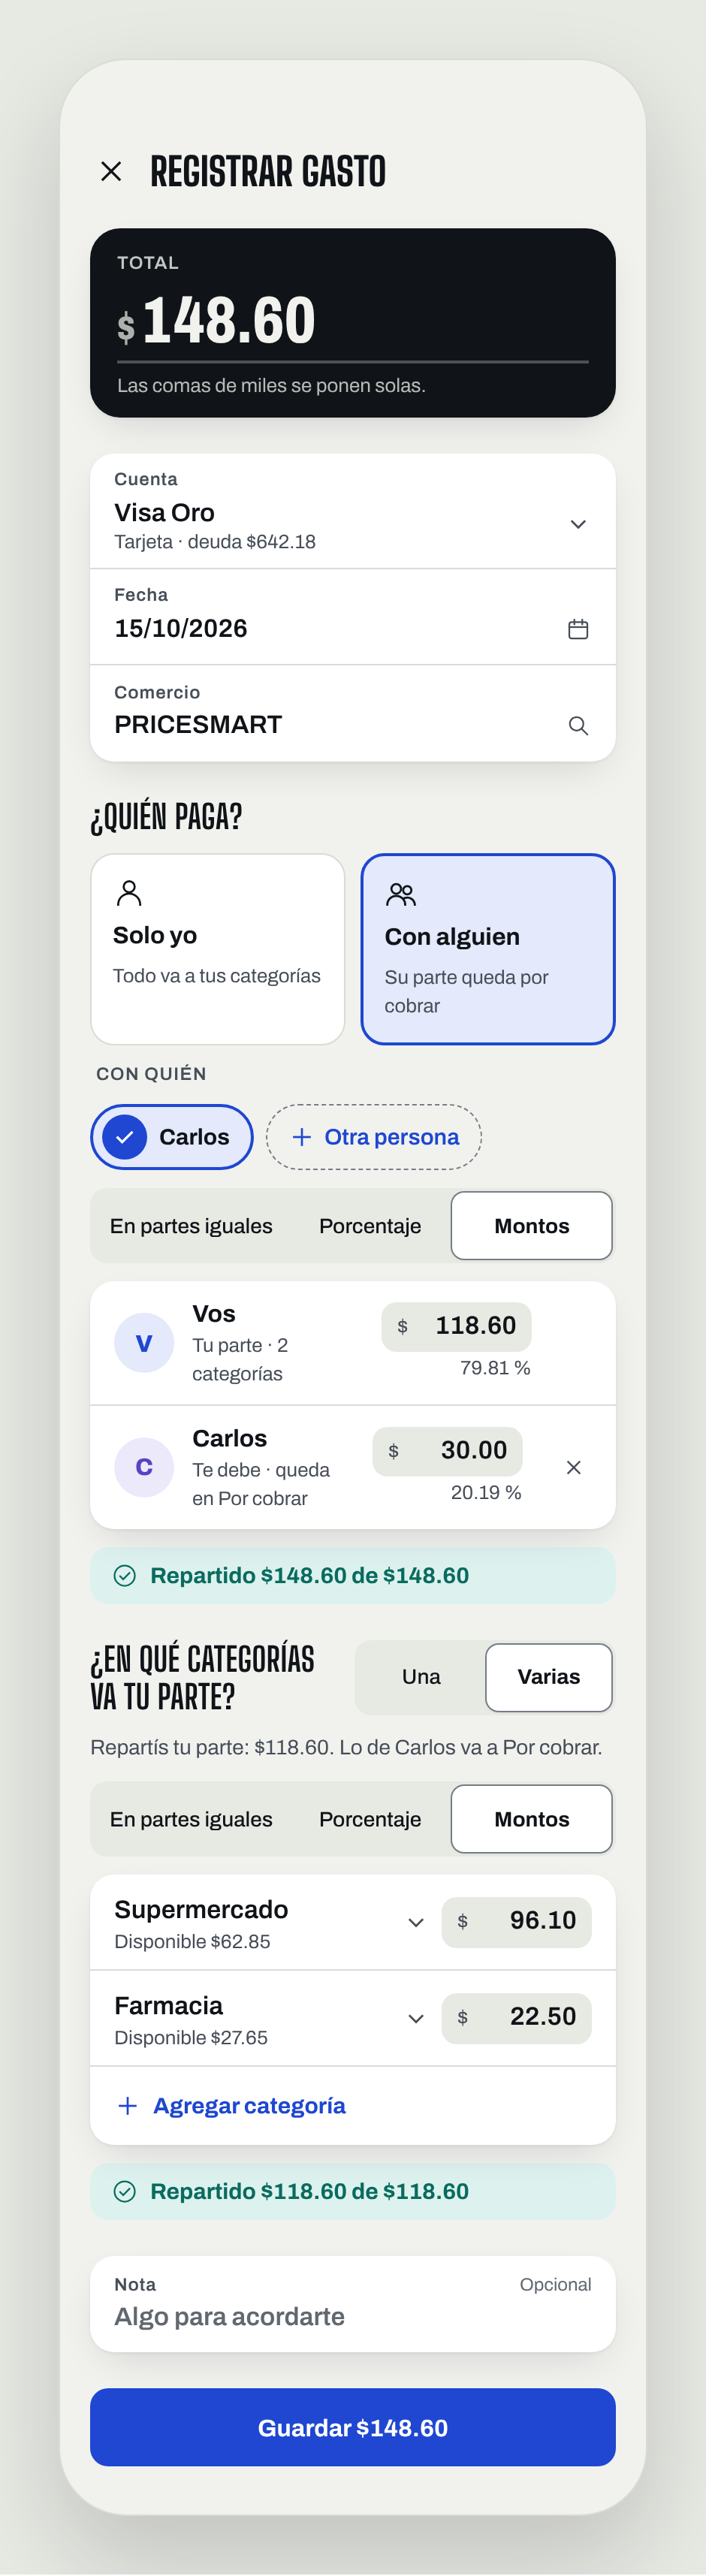 REGISTRAR GASTO
TOTAL
$ 148.60
Las comas de miles se ponen solas.
Cuenta
Visa Oro
Tarjeta · deuda $642.18
Fecha
15/10/2026
Comercio
PRICESMART
¿QUIÉN PAGA?
Solo yo
Todo va a tus categorías
Con alguien
Su parte queda por
cobrar
CON QUIÉN
Carlos
Otra persona
En partes iguales Porcentaje Montos
V
Vos
Tu parte · 2
categorías
$ 118.60
79.81 %
C
Carlos
Te debe · queda
en Por cobrar
$ 30.00
20.19 %
Repartido $148.60 de $148.60
¿EN QUÉ CATEGORÍAS
VA TU PARTE?
Una Varias
Repartís tu parte: $118.60. Lo de Carlos va a Por cobrar.
En partes iguales Porcentaje Montos
Supermercado
Disponible $62.85
$ 96.10
Farmacia
Disponible $27.65
$ 22.50
Agregar categoría
Repartido $118.60 de $118.60
Nota Opcional
Algo para acordarte
Guardar $148.60